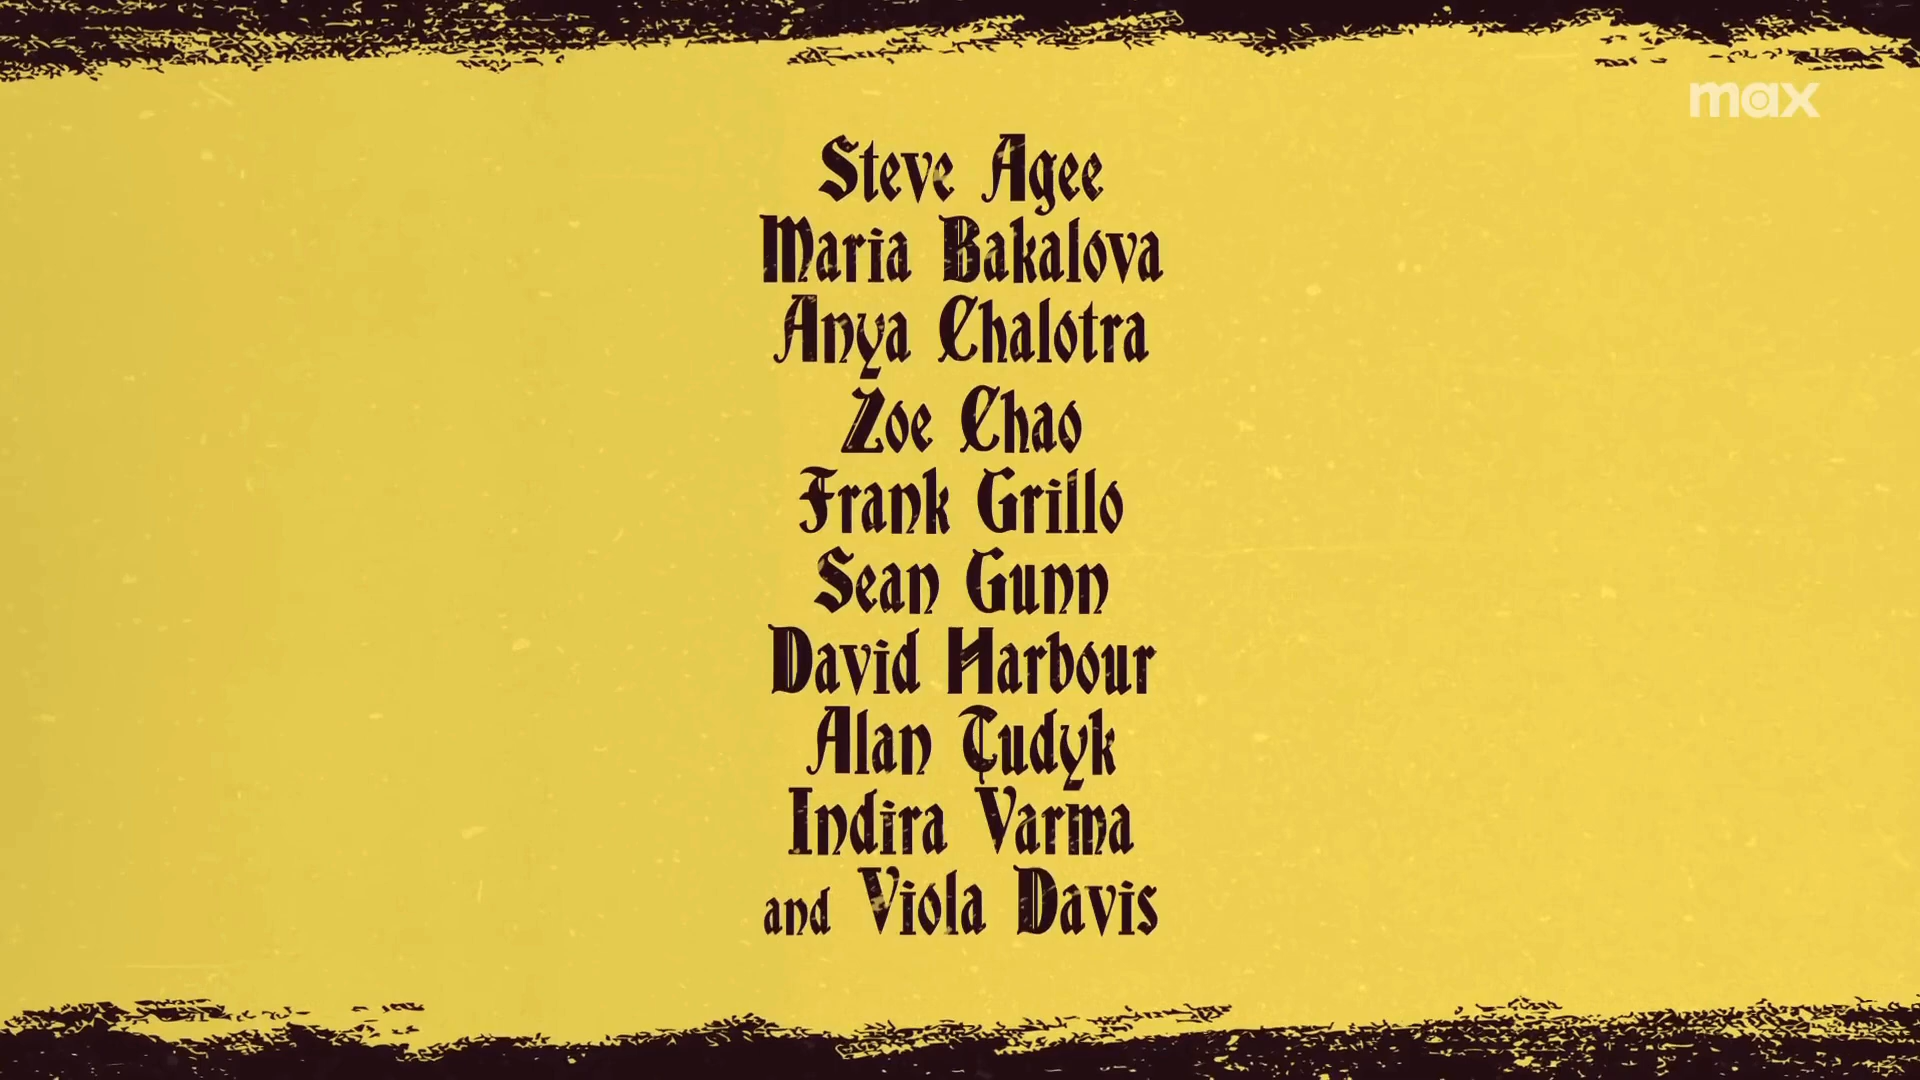 max
Steve Agee
Maria Bakalova
Anya Chalotra
Zoe Chao
Frank Grillo
Sean Gunn
David Harbour
Alan Tudyk
Indira Varma
and Viola Davis